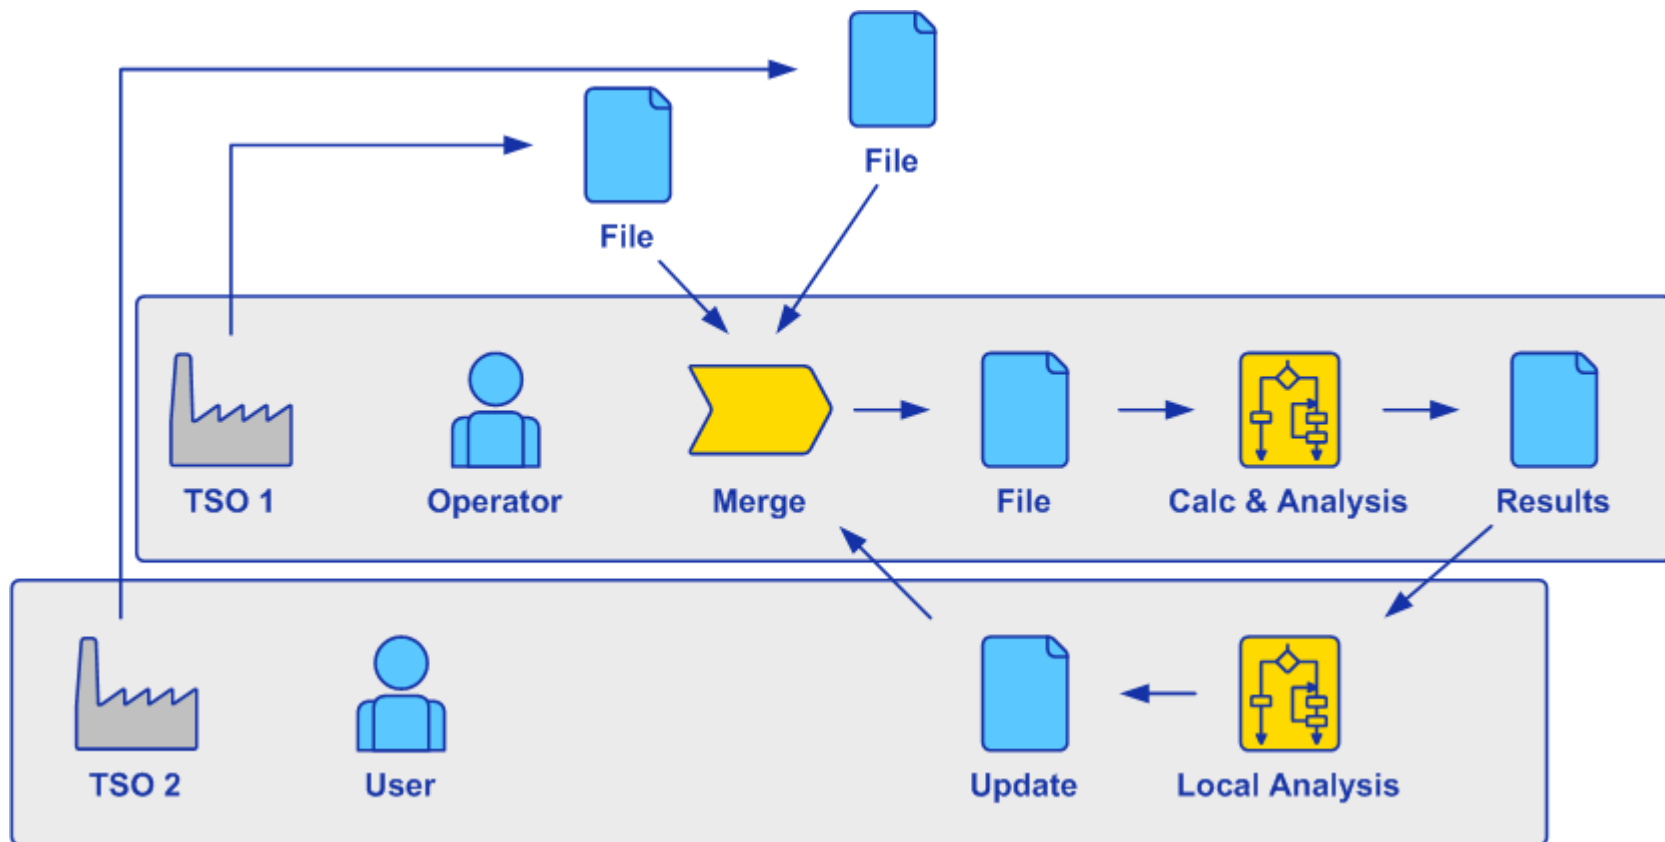 File
File
TSO 1
Operator
Merge
File
Calc & Analysis
Results
TSO 2
User
Update
Local Analysis